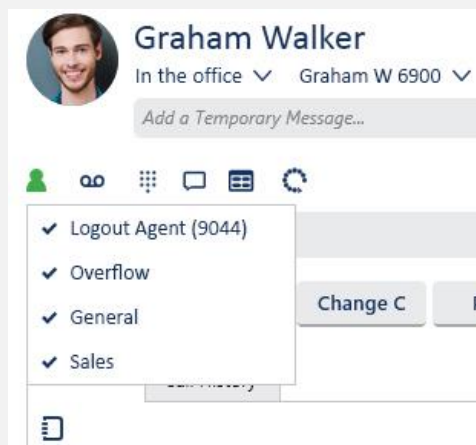 Graham Walker
In the office Graham W 6900
Add a Temporary Message...
Logout Agent (9044)
Overflow
General
Change C
Sales